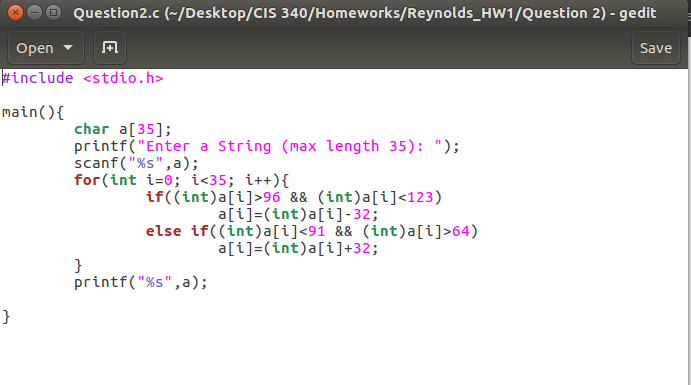 Question2.c (~/Desktop/CIS 340/Homeworks/Reynolds_HW1/Question 2) - gedit
Open Save
#include <stdio.h>
main(){
char a[35];
printf("Enter a String (max length 35): ");
scanf("%s",a);
for(int i=0; i<35; i++){
if((int)a[i]>96 && (int)a[i]<123)
a[i]=(int)a[i]-32;
else if((int)a[i]<91 && (int)a[i]>64)
a[i]=(int)a[i]+32;
}
printf("%s",a);
}